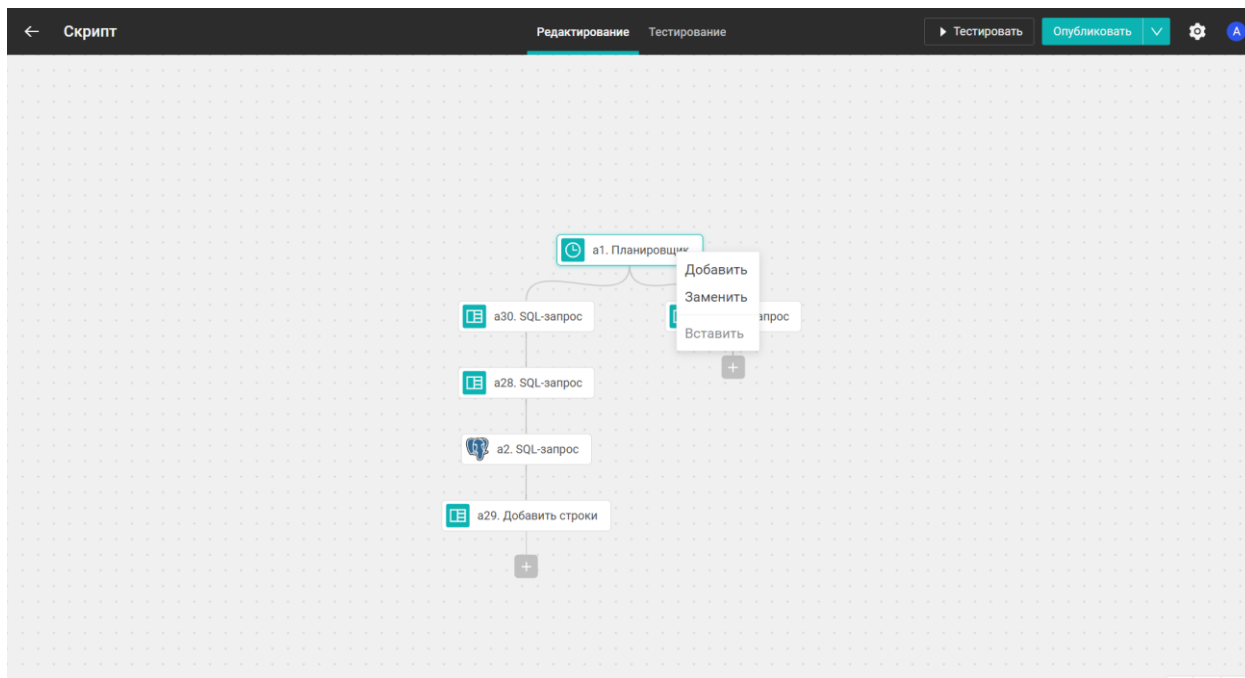 Скрипт
Редактирование Тестирование
Тестировать
Опубликовать
A
a1. Планировщик
Добавить
Заменить
Вставить
a30. SQL-запрос
апрос
a28. SQL-запрос
a2. SQL-запрос
a29. Добавить строки